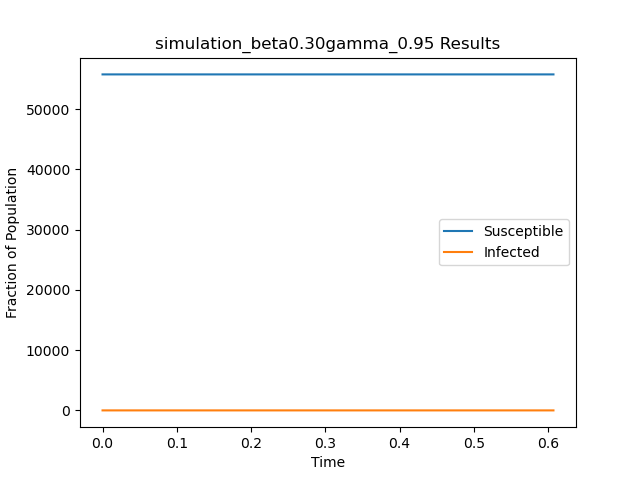 simulation_beta0.30gamma_0.95 Results
Fraction of Population
50000
40000
30000
20000
10000
0
Susceptible
Infected
0.0 0.1 0.2 0.3 0.4 0.5 0.6
Time